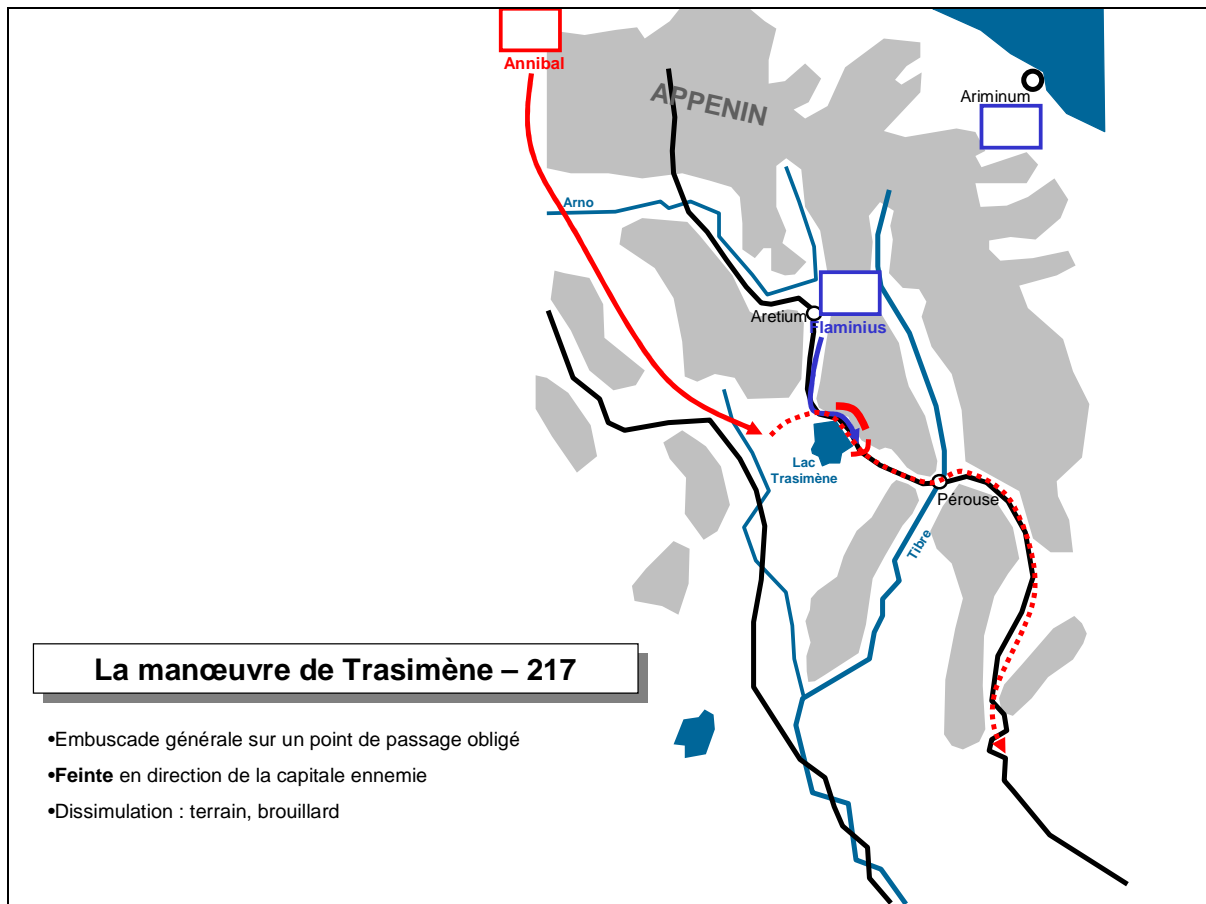 Annibal
APPENIN
Ariminum
Arno
Aretium
Flaminius
Lac
Trasimène
Pérouse
Tibre
La manœuvre de Trasimène – 217
•Embuscade générale sur un point de passage obligé
•Feinte en direction de la capitale ennemie
•Dissimulation : terrain, brouillard